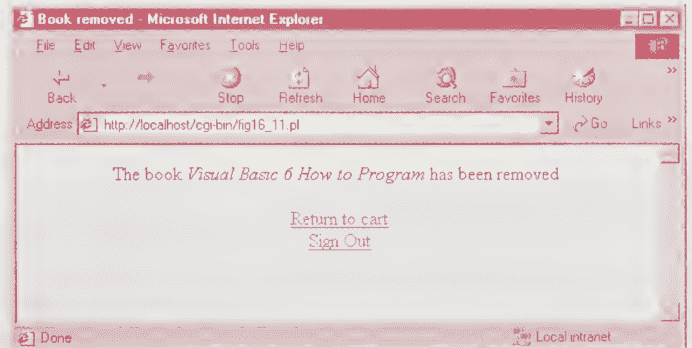 Book removed - Microsoft Internet Explorer
File Edit View Favorites Tools Help
Back Stop Refresh Home Search Favorites History »
Address http://localhost/cgi-bin/fig16_11.pl Go Links »
The book Visual Basic 6 How to Program has been removed
Return to cart
Sign Out
Done Local intranet